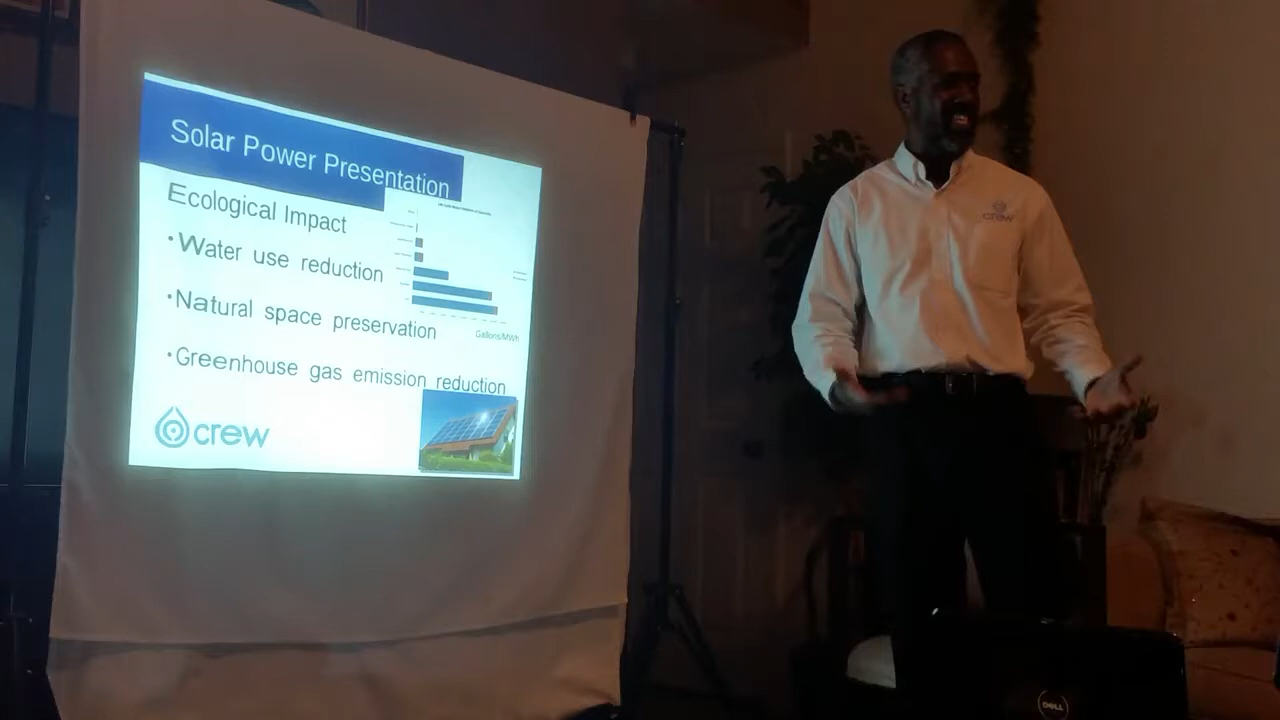 Solar Power Presentation
Ecological Impact
•Water use reduction
•Natural space preservation
Gallons/MWh
•Greenhouse gas emission reduction
crew
crew
DELL